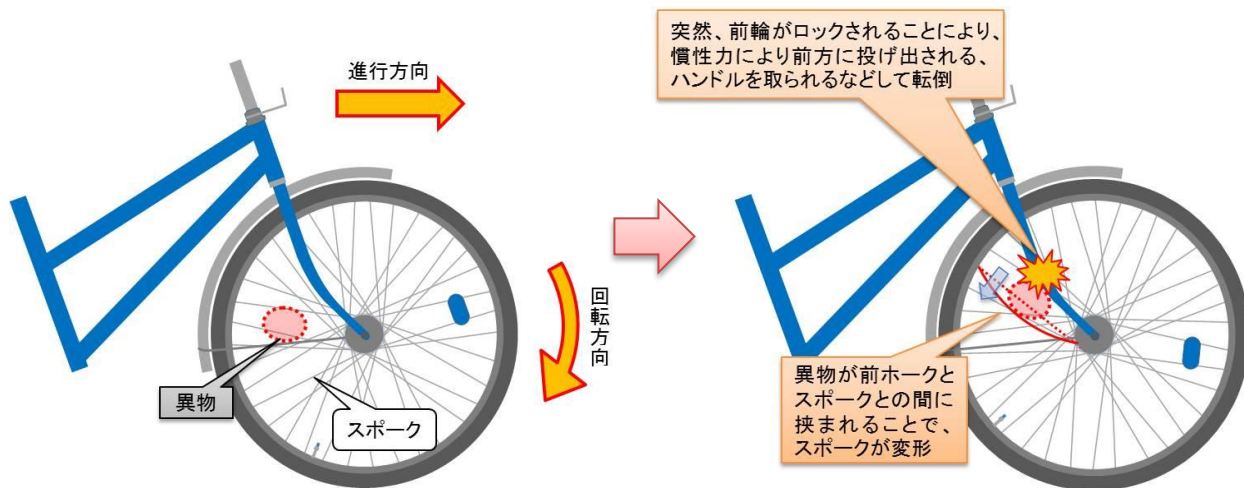 進行方向
回
転
方
向
異物
スポーク
突然、前輪がロックされることにより、
慣性力により前方に投げ出される、
ハンドルを取られるなどして転倒
異物が前ホークと
スポークとの間に
挟まれることで、
スポークが変形